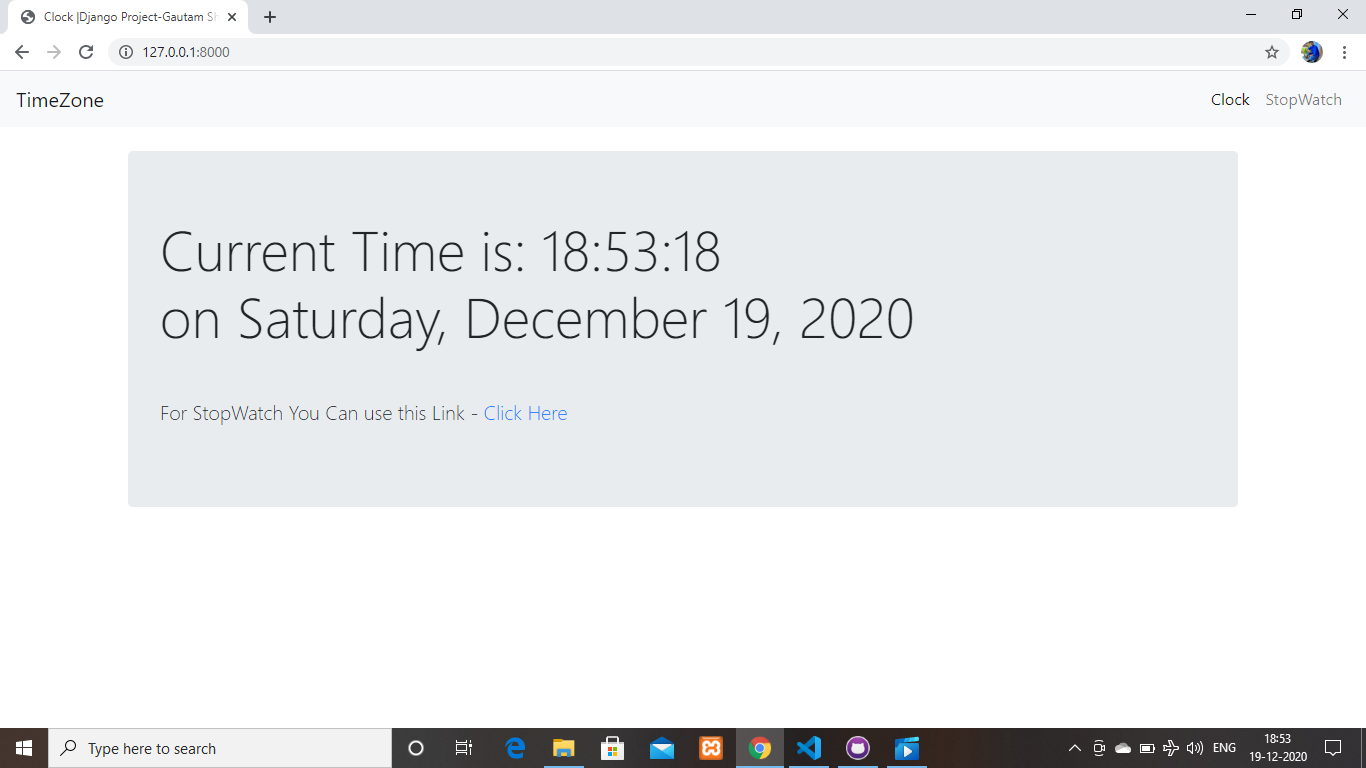 Clock |Django Project-Gautam Sh
127.0.0.1:8000
TimeZone
Clock
StopWatch
Current Time is: 18:53:18
on Saturday, December 19, 2020
For StopWatch You Can use this Link - Click Here
Type here to search
ENG
18:53
19-12-2020